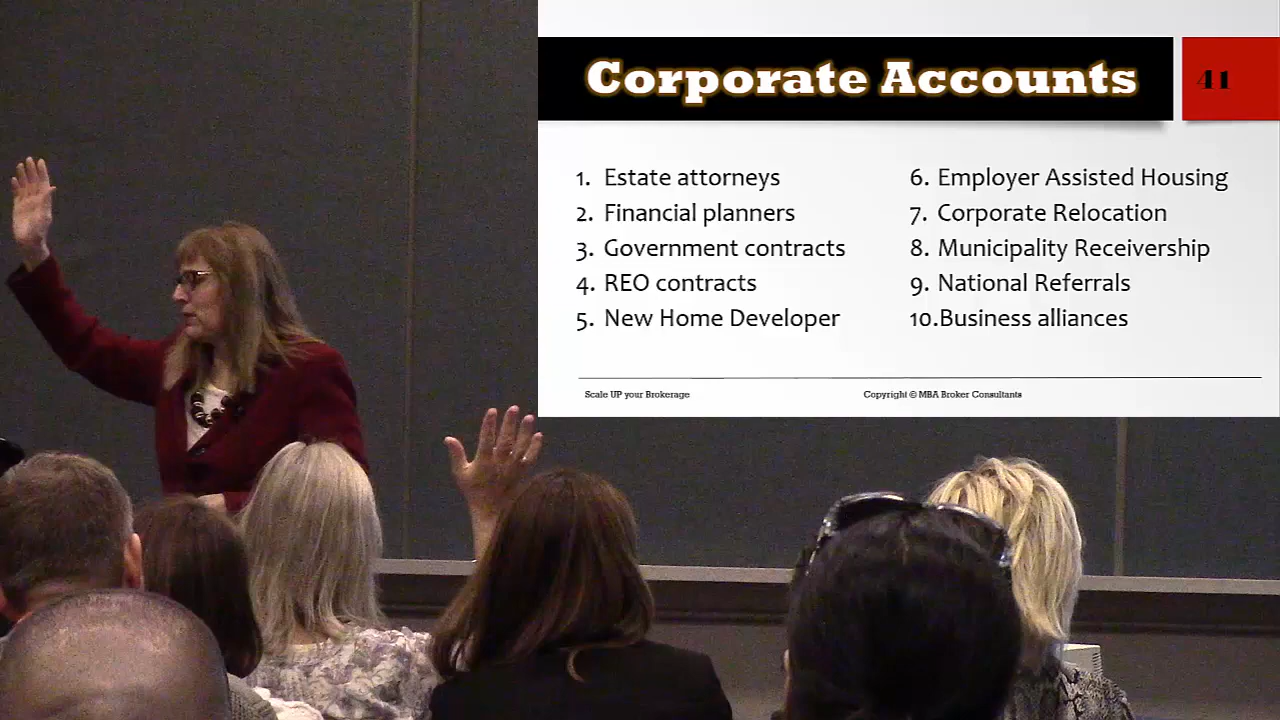 Corporate Accounts
41
1. Estate attorneys
2. Financial planners
3. Government contracts
4. REO contracts
5. New Home Developer
6. Employer Assisted Housing
7. Corporate Relocation
8. Municipality Receivership
9. National Referrals
10.Business alliances
Scale UP your Brokerage
Copyright © MBA Broker Consultants